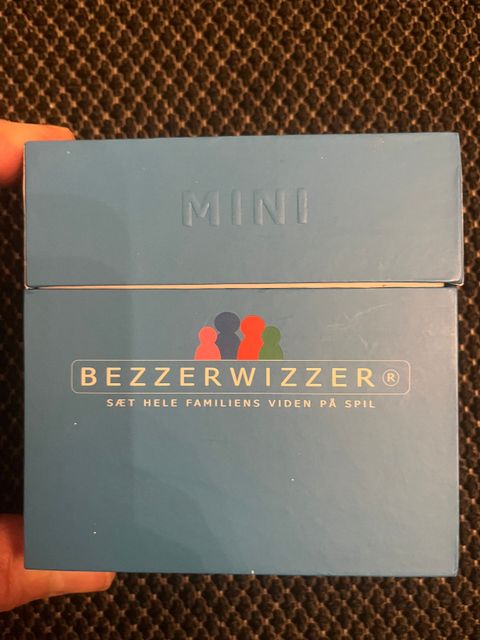 MINI
BEZZERWIZZER®
SÆT HELE FAMILIENS VIDEN PÅ SPIL